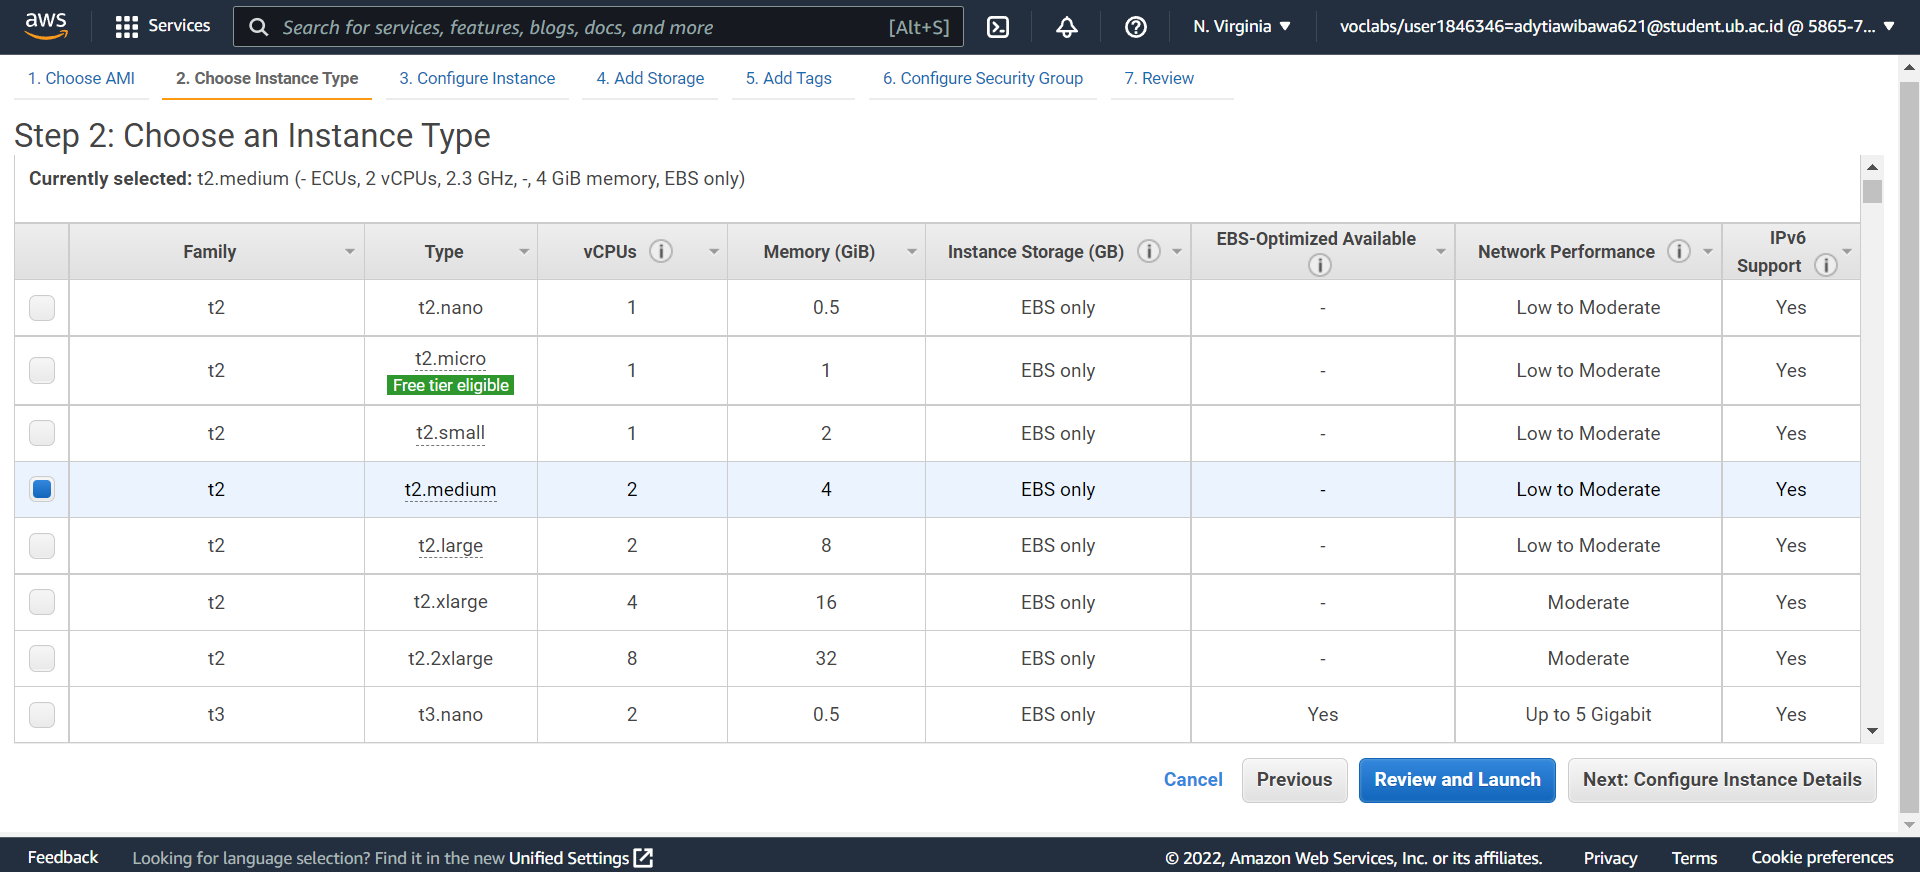 aws
Services
Search for services, features, blogs, docs, and more [Alt+S]
N. Virginia
voclabs/user1846346=adytiawibawa621@student.ub.ac.id @ 5865-7...
1. Choose AMI
2. Choose Instance Type
3. Configure Instance
4. Add Storage
5. Add Tags
6. Configure Security Group
7. Review
Step 2: Choose an Instance Type
Currently selected: t2.medium (- ECUs, 2 vCPUs, 2.3 GHz, -, 4 GiB memory, EBS only)
Family Type vCPUs Memory (GiB) Instance Storage (GB) EBS-Optimized Available Network Performance IPv6 Support
t2 t2.nano 1 0.5 EBS only - Low to Moderate Yes
t2 t2.micro 1 1 EBS only - Low to Moderate Yes
Free tier eligible
t2 t2.small 1 2 EBS only - Low to Moderate Yes
t2 t2.medium 2 4 EBS only - Low to Moderate Yes
t2 t2.large 2 8 EBS only - Low to Moderate Yes
t2 t2.xlarge 4 16 EBS only - Moderate Yes
t2 t2.2xlarge 8 32 EBS only - Moderate Yes
t3 t3.nano 2 0.5 EBS only Yes Up to 5 Gigabit Yes
Cancel
Previous
Review and Launch
Next: Configure Instance Details
Feedback
Looking for language selection? Find it in the new Unified Settings
© 2022, Amazon Web Services, Inc. or its affiliates.
Privacy
Terms
Cookie preferences